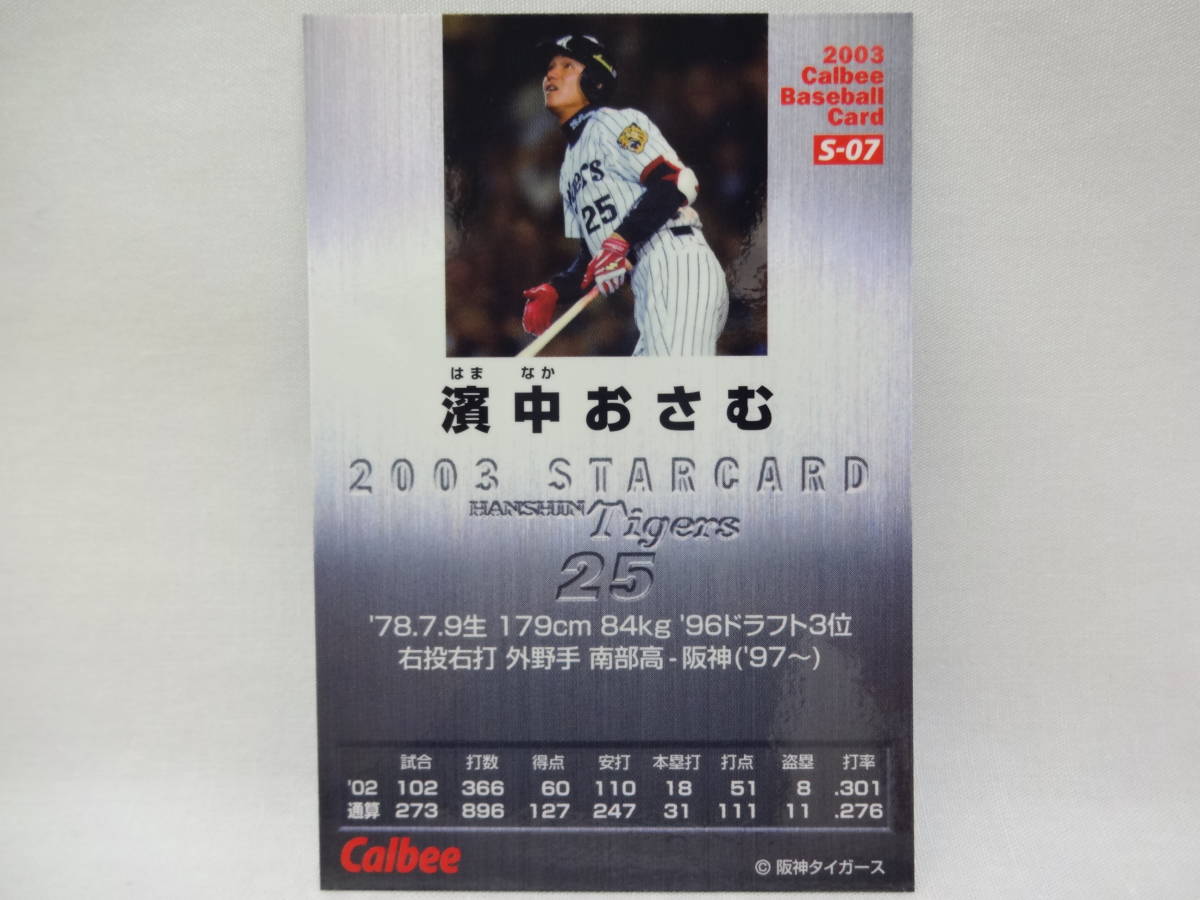 2003
Calbee
Baseball
Card
S-07
Tigers
25
はま なか
濱中おさむ
2003 STARCARD
HANSHIN Tigers
25
'78.7.9生 179cm 84kg '96ドラフト3位
右投右打 外野手 南部高-阪神('97〜)
試合 打数 得点 安打 本塁打 打点 盗塁 打率
'02 102 366 60 110 18 51 8 .301
通算 273 896 127 247 31 111 11 .276
Calbee
© 阪神タイガース